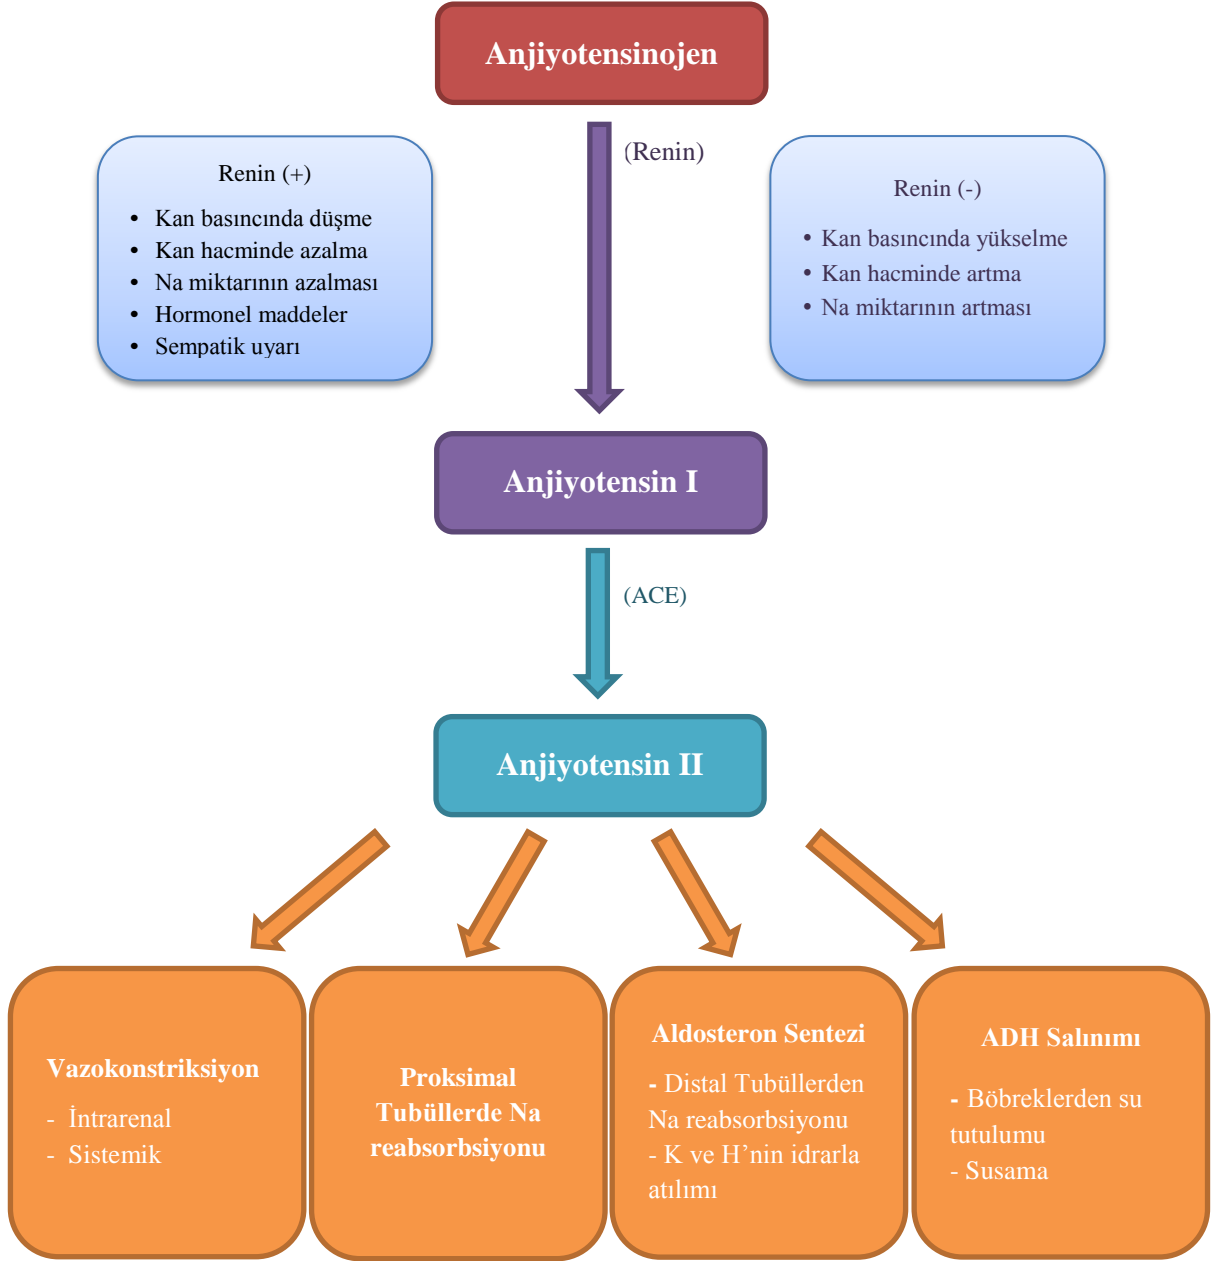 Anjiyotensinojen
(Renin)
Renin (+)
• Kan basıncında düşme
• Kan hacminde azalma
• Na miktarının azalması
• Hormonel maddeler
• Sempatik uyarı
Renin (-)
• Kan basıncında yükselme
• Kan hacminde artma
• Na miktarının artması
Anjiyotensin I
(ACE)
Anjiyotensin II
Vazokonstriksiyon
- İntrarenal
- Sistemik
Proksimal
Tubüllerde Na
reabsorbsiyonu
Aldosteron Sentezi
- Distal Tubüllerden
Na reabsorbsiyonu
- K ve H’nin idrarla
atılımı
ADH Salınımı
- Böbreklerden su
tutulumu
- Susama